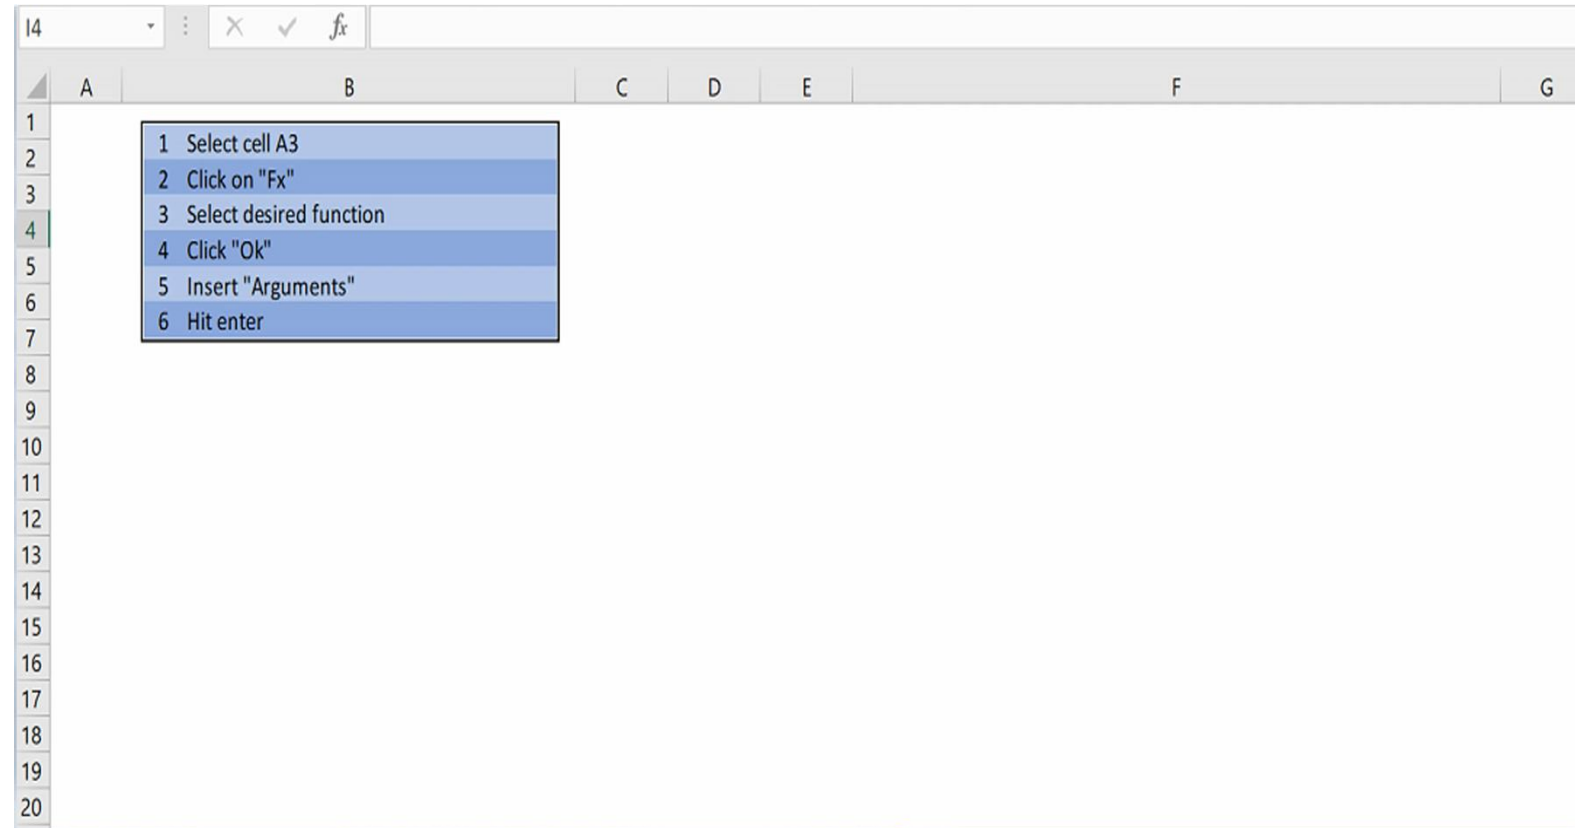 I4 fx
A B C D E F G
1
2
3
4
5
6
7
8
9
10
11
12
13
14
15
16
17
18
19
20
1 Select cell A3
2 Click on "Fx"
3 Select desired function
4 Click "Ok"
5 Insert "Arguments"
6 Hit enter